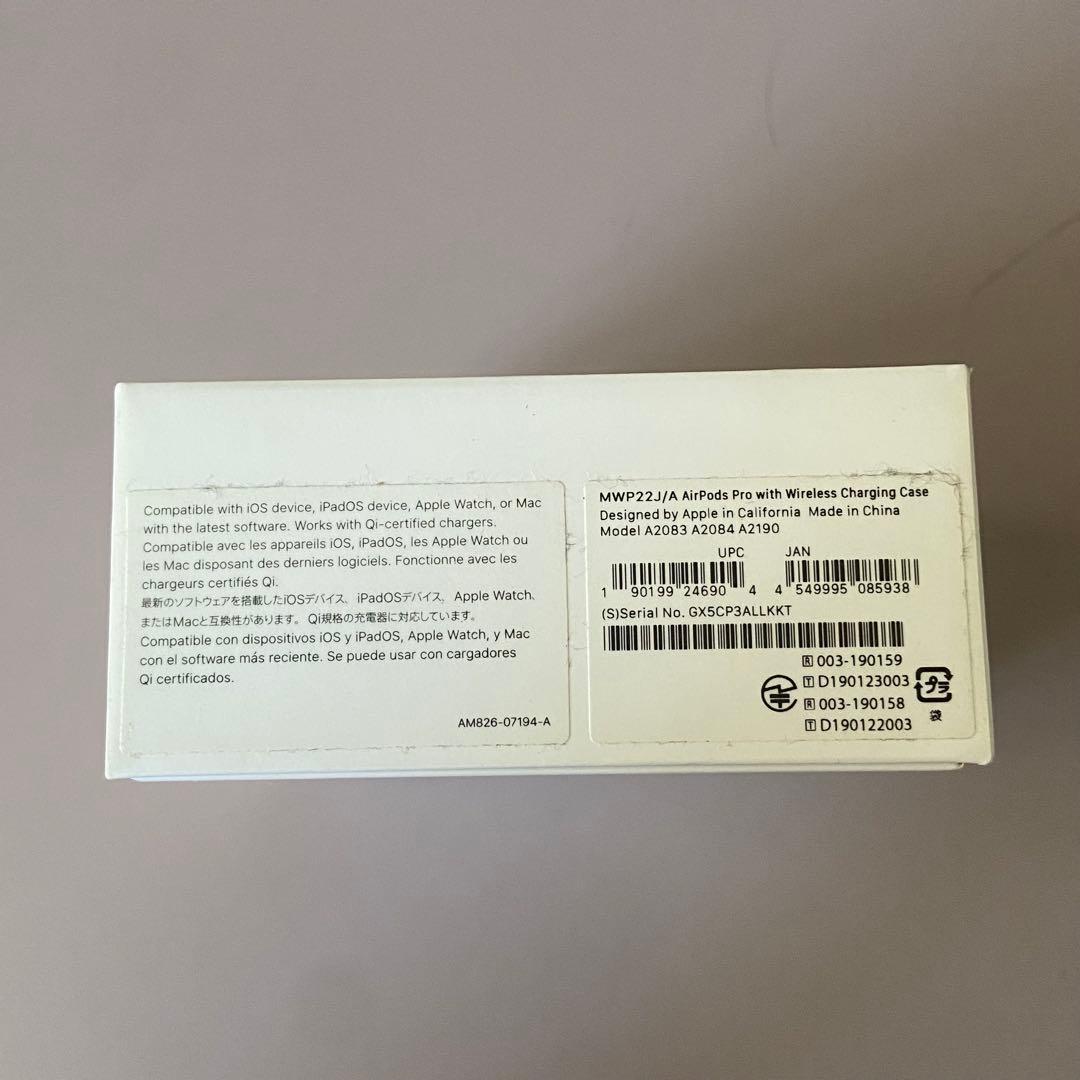 Compatible with iOS device, iPadOS device, Apple Watch, or Mac
with the latest software. Works with Qi-certified chargers.
Compatible avec les appareils iOS, iPadOS, les Apple Watch ou
les Mac disposant des derniers logiciels. Fonctionne avec les
chargeurs certifiés Qi.
最新のソフトウェアを搭載したiOSデバイス、iPadOSデバイス、Apple Watch、
またはMacと互換性があります。Qi規格の充電器に対応しています。
Compatible con dispositivos iOS y iPadOS, Apple Watch, y Mac
con el software más reciente. Se puede usar con cargadores
Qi certificados.
AM826-07194-A
MWP22J/A AirPods Pro with Wireless Charging Case
Designed by Apple in California Made in China
Model A2083 A2084 A2190
UPC JAN
1 90199 24690 4 4 549995 085938
(S)Serial No. GX5CP3ALLKKT
R 003-190159
T D190123003
R 003-190158
T D190122003
プラ
袋